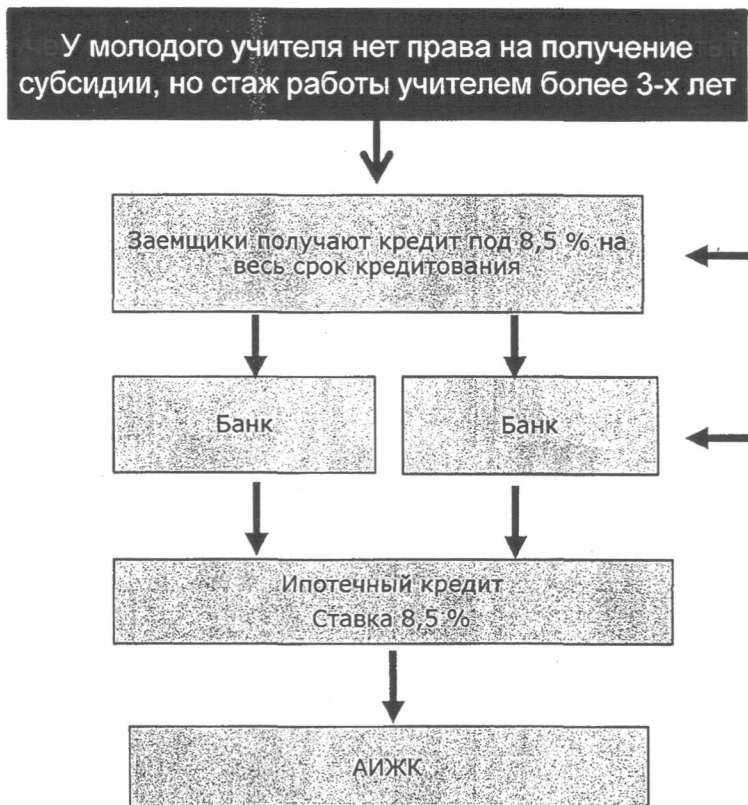 У молодого учителя нет права на получение
субсидии, но стаж работы учителем более 3-х лет
Заемщики получают кредит под 8,5 % на
весь срок кредитования
Банк
Банк
Ипотечный кредит
Ставка 8,5 %
АИЖК